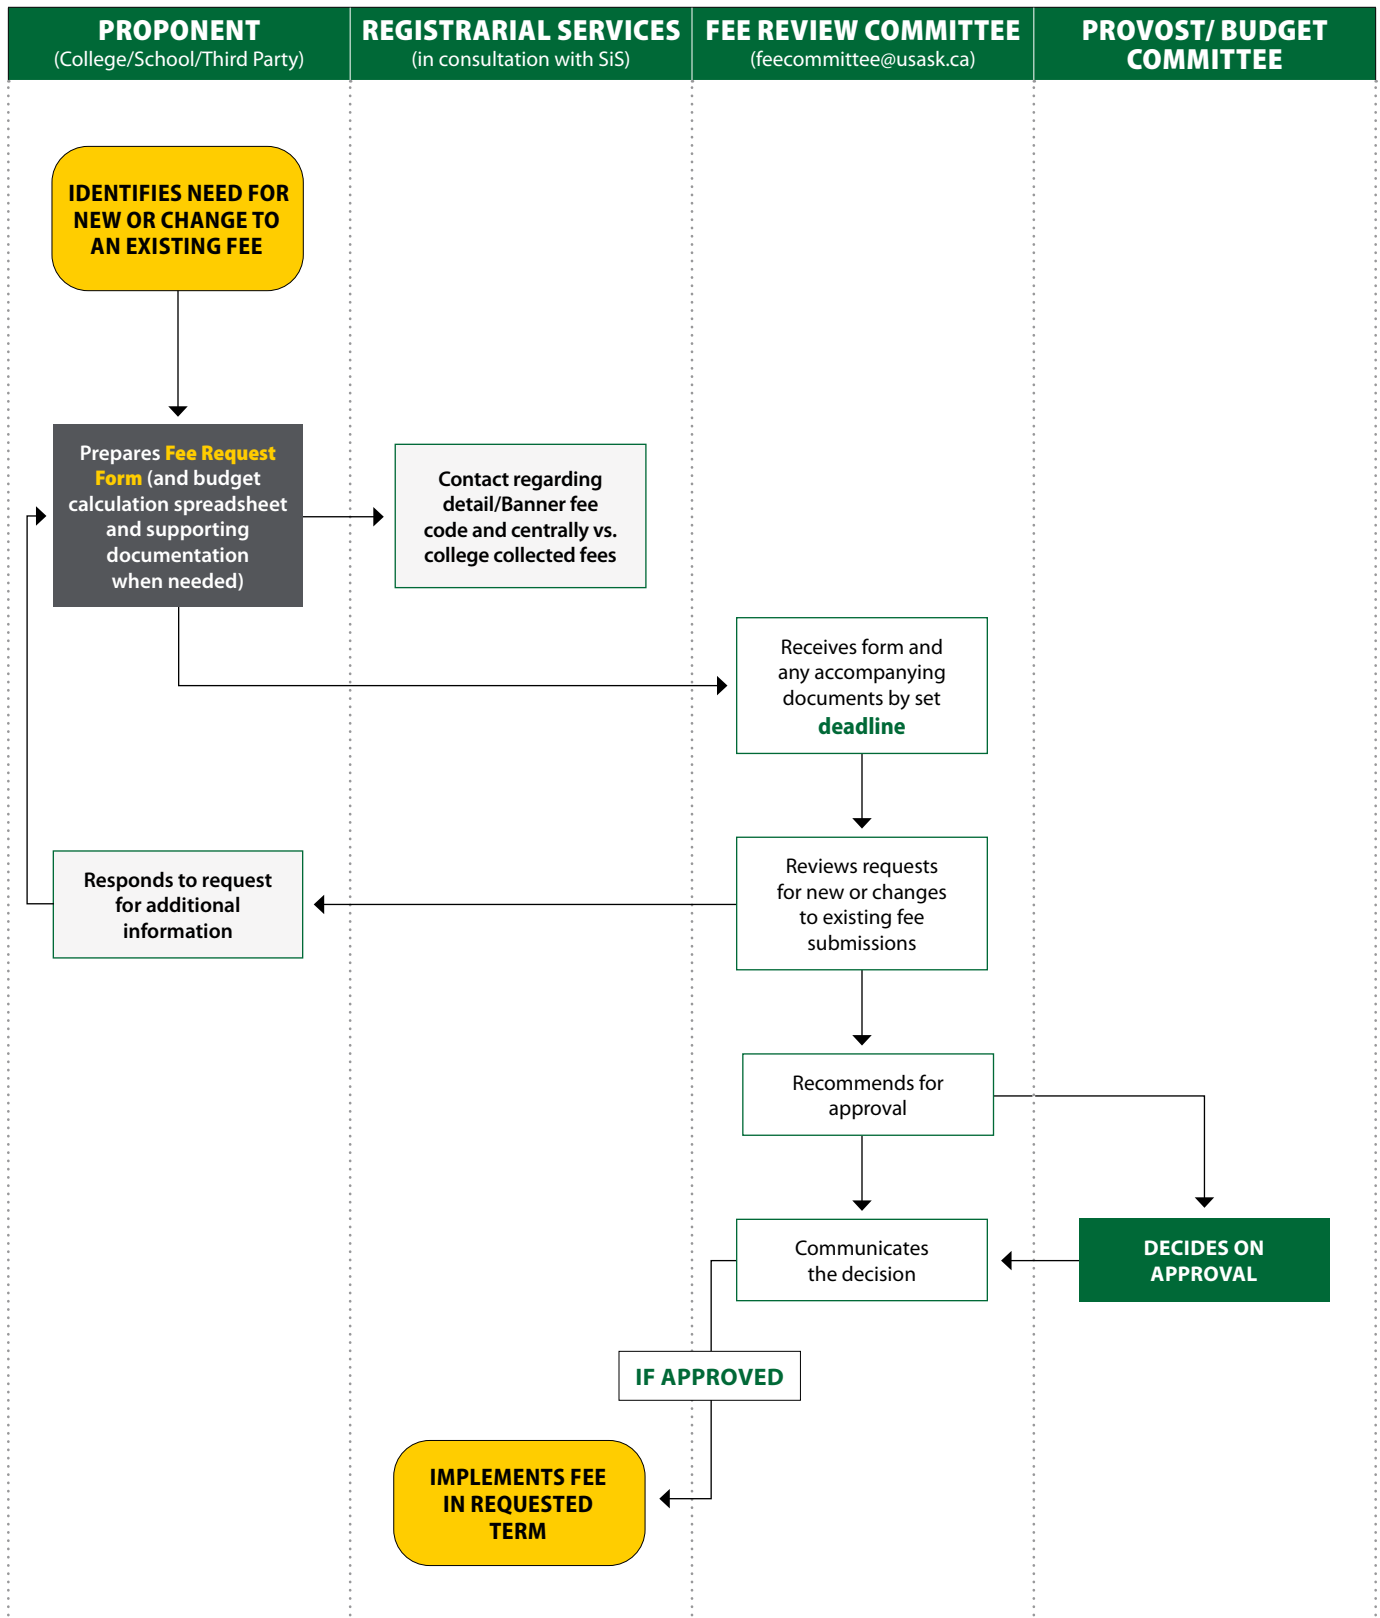 PROPONENT
(College/School/Third Party)
REGISTRARIAL SERVICES
(in consultation with SiS)
FEE REVIEW COMMITTEE
(feecommittee@usask.ca)
PROVOST/ BUDGET
COMMITTEE
IDENTIFIES NEED FOR
NEW OR CHANGE TO
AN EXISTING FEE
Prepares Fee Request
Form (and budget
calculation spreadsheet
and supporting
documentation
when needed)
Contact regarding
detail/Banner fee
code and centrally vs.
college collected fees
Receives form and
any accompanying
documents by set
deadline
Reviews requests
for new or changes
to existing fee
submissions
Responds to request
for additional
information
Recommends for
approval
Communicates
the decision
DECIDES ON
APPROVAL
IF APPROVED
IMPLEMENTS FEE
IN REQUESTED
TERM